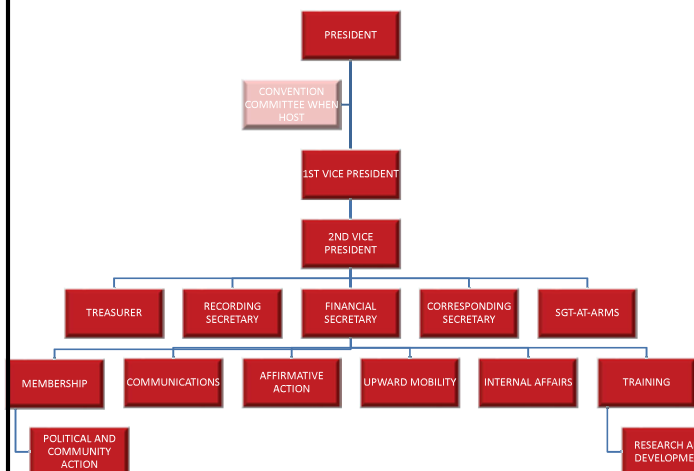 PRESIDENT
CONVENTION
COMMITTEE WHEN
HOST
1ST VICE PRESIDENT
2ND VICE
PRESIDENT
TREASURER
RECORDING
SECRETARY
FINANCIAL
SECRETARY
CORRESPONDING
SECRETARY
SGT-AT-ARMS
MEMBERSHIP
COMMUNICATIONS
AFFIRMATIVE
ACTION
UPWARD MOBILITY
INTERNAL AFFAIRS
TRAINING
POLITICAL AND
COMMUNITY
ACTION
RESEARCH